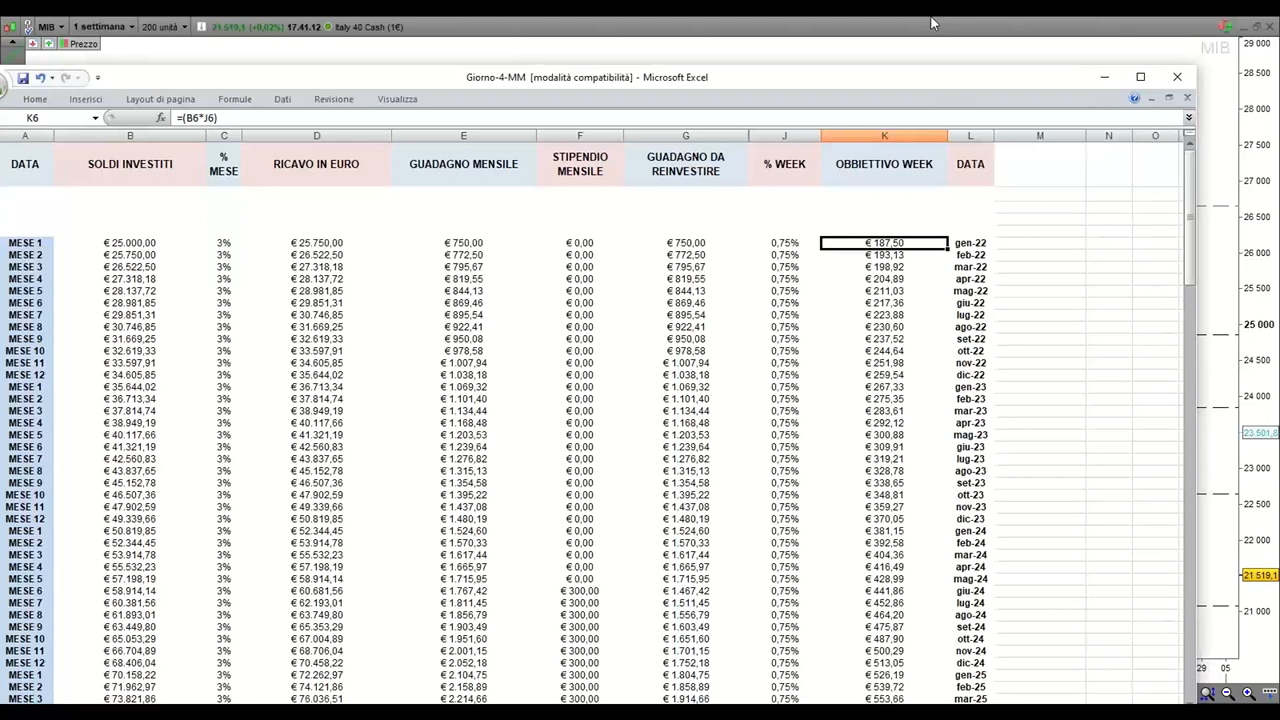 MIB 1 settimana 200 unità 21 519,1 (+0,02%) 17.41.12 Italy 40 Cash (1€)
Prezzo
MIB
Giorno-4-MM [modalità compatibilità] - Microsoft Excel
Home Inserisci Layout di pagina Formule Dati Revisione Visualizza
K6 fx =(B6*J6)
A B C D E F G J K L M N O
DATA SOLDI INVESTITI % MESE RICAVO IN EURO GUADAGNO MENSILE STIPENDIO MENSILE GUADAGNO DA REINVESTIRE % WEEK OBBIETTIVO WEEK DATA
MESE 1 € 25.000,00 3% € 25.750,00 € 750,00 € 0,00 € 750,00 0,75% € 187,50 gen-22
MESE 2 € 25.750,00 3% € 26.522,50 € 772,50 € 0,00 € 772,50 0,75% € 193,13 feb-22
MESE 3 € 26.522,50 3% € 27.318,18 € 795,67 € 0,00 € 795,67 0,75% € 198,92 mar-22
MESE 4 € 27.318,18 3% € 28.137,72 € 819,55 € 0,00 € 819,55 0,75% € 204,89 apr-22
MESE 5 € 28.137,72 3% € 28.981,85 € 844,13 € 0,00 € 844,13 0,75% € 211,03 mag-22
MESE 6 € 28.981,85 3% € 29.851,31 € 869,46 € 0,00 € 869,46 0,75% € 217,36 giu-22
MESE 7 € 29.851,31 3% € 30.746,85 € 895,54 € 0,00 € 895,54 0,75% € 223,88 lug-22
MESE 8 € 30.746,85 3% € 31.669,25 € 922,41 € 0,00 € 922,41 0,75% € 230,60 ago-22
MESE 9 € 31.669,25 3% € 32.619,33 € 950,08 € 0,00 € 950,08 0,75% € 237,52 set-22
MESE 10 € 32.619,33 3% € 33.597,91 € 978,58 € 0,00 € 978,58 0,75% € 244,64 ott-22
MESE 11 € 33.597,91 3% € 34.605,85 € 1.007,94 € 0,00 € 1.007,94 0,75% € 251,98 nov-22
MESE 12 € 34.605,85 3% € 35.644,02 € 1.038,18 € 0,00 € 1.038,18 0,75% € 259,54 dic-22
MESE 1 € 35.644,02 3% € 36.713,34 € 1.069,32 € 0,00 € 1.069,32 0,75% € 267,33 gen-23
MESE 2 € 36.713,34 3% € 37.814,74 € 1.101,40 € 0,00 € 1.101,40 0,75% € 275,35 feb-23
MESE 3 € 37.814,74 3% € 38.949,19 € 1.134,44 € 0,00 € 1.134,44 0,75% € 283,61 mar-23
MESE 4 € 38.949,19 3% € 40.117,66 € 1.168,48 € 0,00 € 1.168,48 0,75% € 292,12 apr-23
MESE 5 € 40.117,66 3% € 41.321,19 € 1.203,53 € 0,00 € 1.203,53 0,75% € 300,88 mag-23
MESE 6 € 41.321,19 3% € 42.560,83 € 1.239,64 € 0,00 € 1.239,64 0,75% € 309,91 giu-23
MESE 7 € 42.560,83 3% € 43.837,65 € 1.276,82 € 0,00 € 1.276,82 0,75% € 319,21 lug-23
MESE 8 € 43.837,65 3% € 45.152,78 € 1.315,13 € 0,00 € 1.315,13 0,75% € 328,78 ago-23
MESE 9 € 45.152,78 3% € 46.507,36 € 1.354,58 € 0,00 € 1.354,58 0,75% € 338,65 set-23
MESE 10 € 46.507,36 3% € 47.902,59 € 1.395,22 € 0,00 € 1.395,22 0,75% € 348,81 ott-23
MESE 11 € 47.902,59 3% € 49.339,66 € 1.437,08 € 0,00 € 1.437,08 0,75% € 359,27 nov-23
MESE 12 € 49.339,66 3% € 50.819,85 € 1.480,19 € 0,00 € 1.480,19 0,75% € 370,05 dic-23
MESE 1 € 50.819,85 3% € 52.344,45 € 1.524,60 € 0,00 € 1.524,60 0,75% € 381,15 gen-24
MESE 2 € 52.344,45 3% € 53.914,78 € 1.570,33 € 0,00 € 1.570,33 0,75% € 392,58 feb-24
MESE 3 € 53.914,78 3% € 55.532,23 € 1.617,44 € 0,00 € 1.617,44 0,75% € 404,36 mar-24
MESE 4 € 55.532,23 3% € 57.198,19 € 1.665,97 € 0,00 € 1.665,97 0,75% € 416,49 apr-24
MESE 5 € 57.198,19 3% € 58.914,14 € 1.715,95 € 0,00 € 1.715,95 0,75% € 428,99 mag-24
MESE 6 € 58.914,14 3% € 60.681,56 € 1.767,42 € 300,00 € 1.467,42 0,75% € 441,86 giu-24
MESE 7 € 60.381,56 3% € 62.193,01 € 1.811,45 € 300,00 € 1.511,45 0,75% € 452,86 lug-24
MESE 8 € 61.893,01 3% € 63.749,80 € 1.856,79 € 300,00 € 1.556,79 0,75% € 464,20 ago-24
MESE 9 € 63.449,80 3% € 65.353,29 € 1.903,49 € 300,00 € 1.603,49 0,75% € 475,87 set-24
MESE 10 € 65.053,29 3% € 67.004,89 € 1.951,60 € 300,00 € 1.651,60 0,75% € 487,90 ott-24
MESE 11 € 66.704,89 3% € 68.706,04 € 2.001,15 € 300,00 € 1.701,15 0,75% € 500,29 nov-24
MESE 12 € 68.406,04 3% € 70.458,22 € 2.052,18 € 300,00 € 1.752,18 0,75% € 513,05 dic-24
MESE 1 € 70.158,22 3% € 72.262,97 € 2.104,75 € 300,00 € 1.804,75 0,75% € 526,19 gen-25
MESE 2 € 71.962,97 3% € 74.121,86 € 2.158,89 € 300,00 € 1.858,89 0,75% € 539,72 feb-25
MESE 3 € 73.821,86 3% € 76.036,51 € 2.214,66 € 300,00 € 1.914,66 0,75% € 553,66 mar-25
29 000
28 500
28 000
27 500
27 000
26 500
26 000
25 500
25 000
24 500
24 000
23.501,8
23 000
22 500
22 000
21 519,1
21 000
29 05